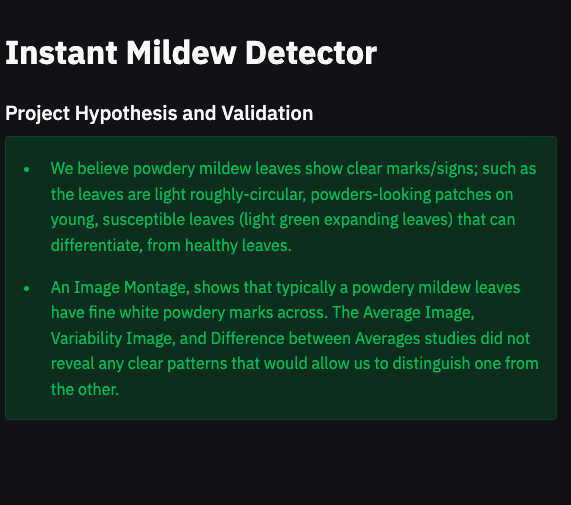 Instant Mildew Detector
Project Hypothesis and Validation
• We believe powdery mildew leaves show clear marks/signs; such as
the leaves are light roughly-circular, powders-looking patches on
young, susceptible leaves (light green expanding leaves) that can
differentiate, from healthy leaves.
• An Image Montage, shows that typically a powdery mildew leaves
have fine white powdery marks across. The Average Image,
Variability Image, and Difference between Averages studies did not
reveal any clear patterns that would allow us to distinguish one from
the other.